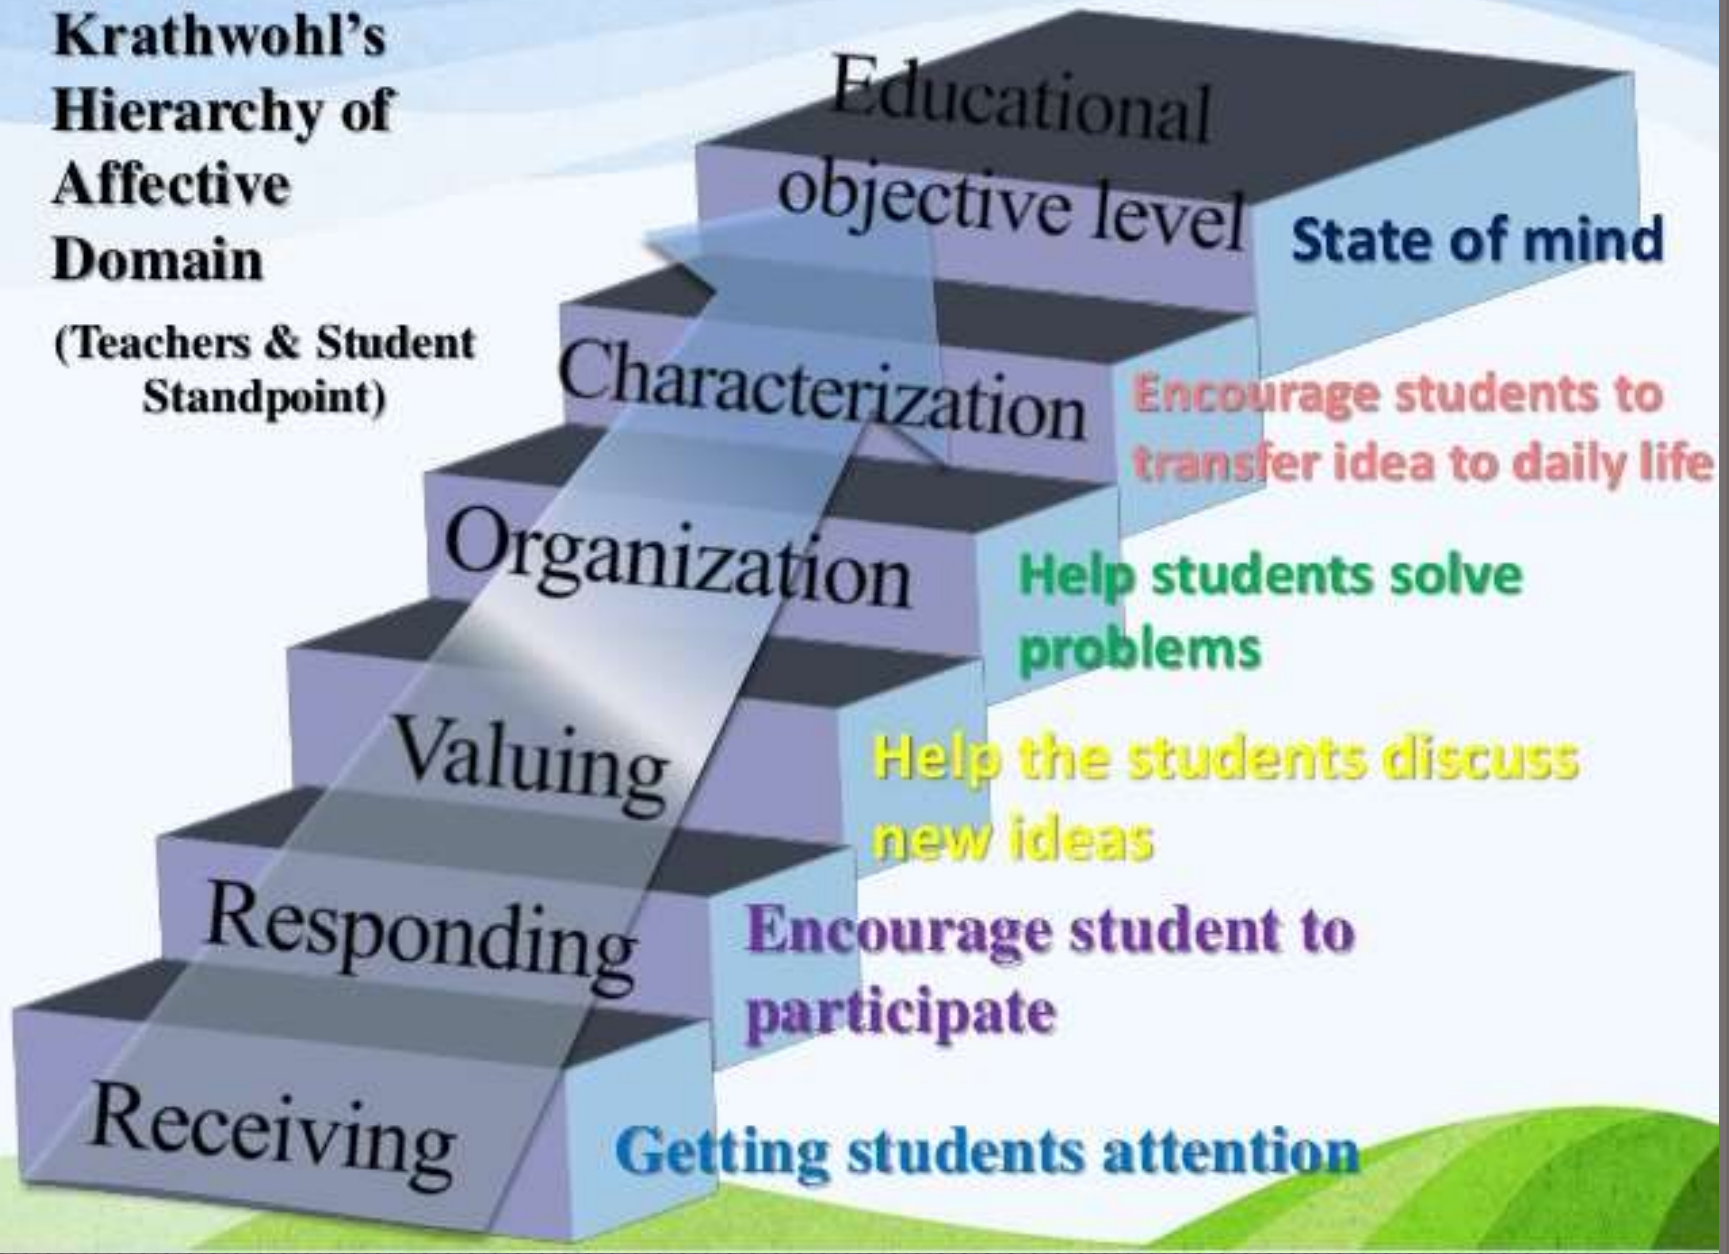 Krathwohl's
Hierarchy of
Affective
Domain
(Teachers & Student
Standpoint)
Educational
objective level
State of mind
Characterization
Encourage students to
transfer idea to daily life
Organization
Help students solve
problems
Valuing
Help the students discuss
new ideas
Responding
Encourage student to
participate
Receiving
Getting students attention